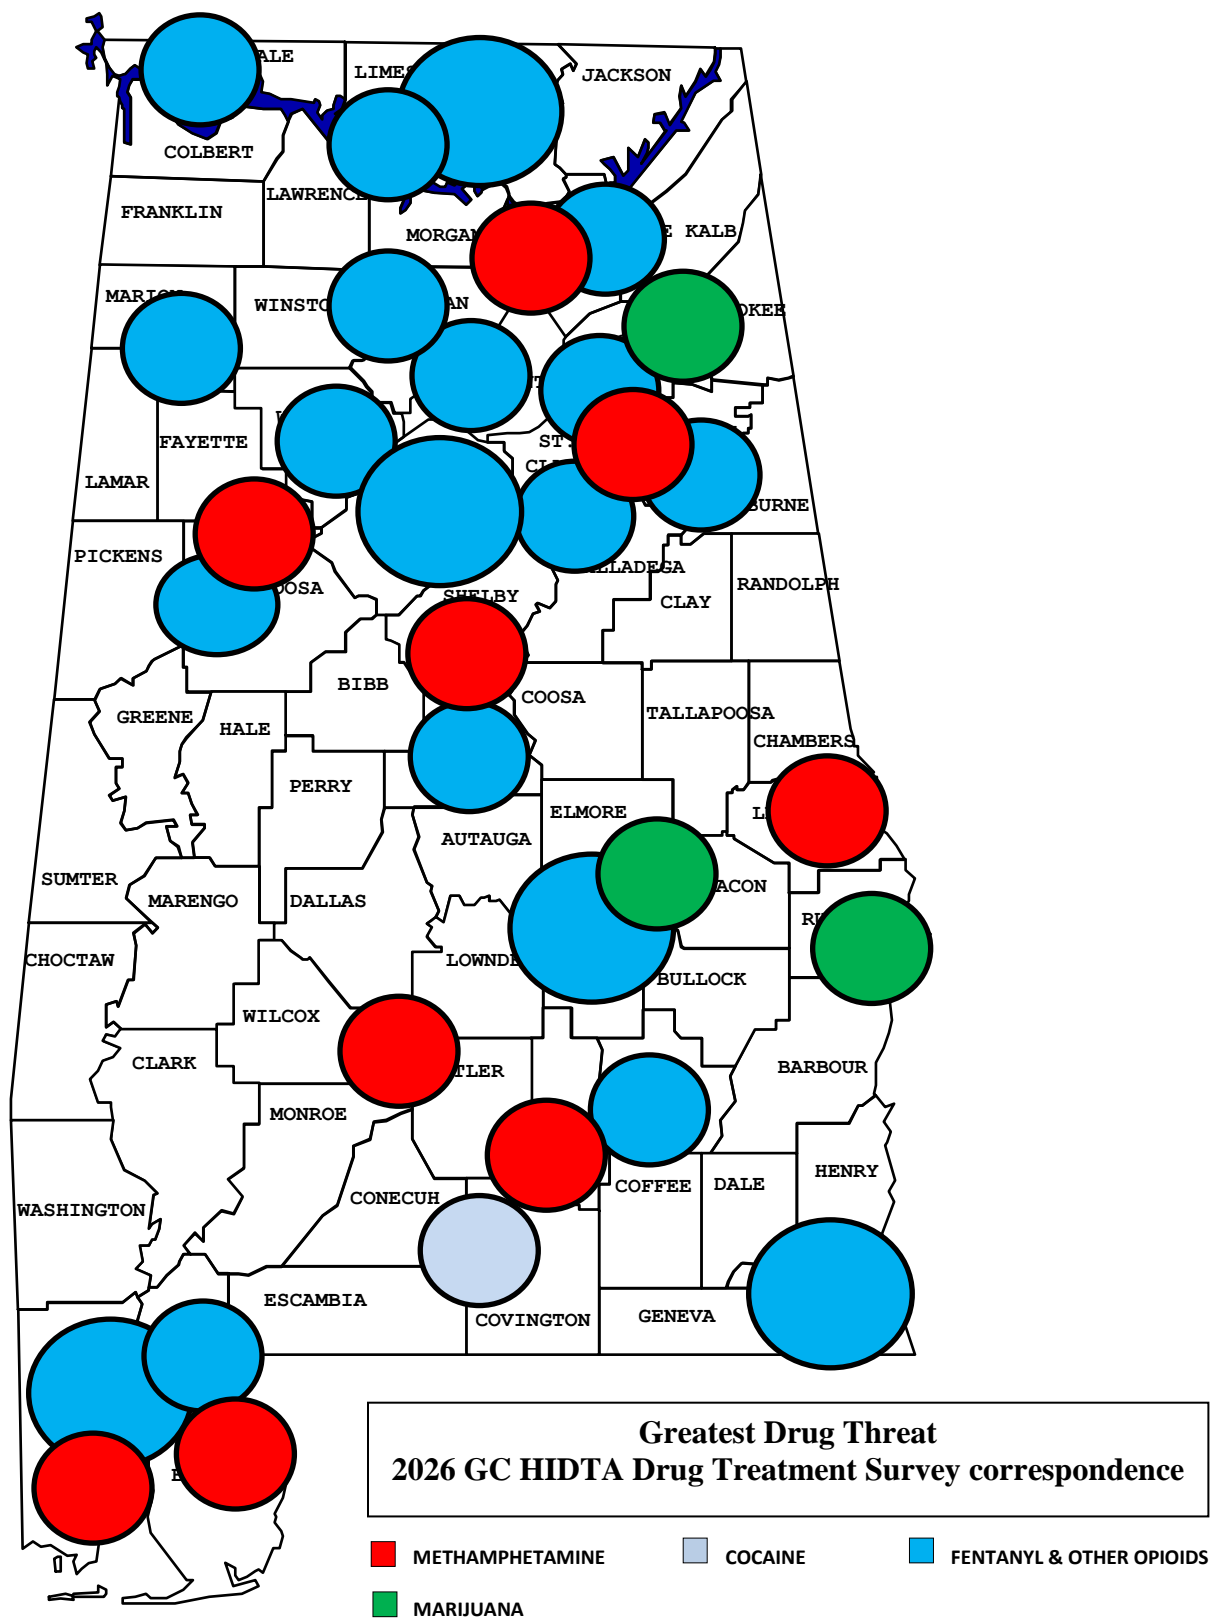 ALE
LIMES
JACKSON
COLBERT
LAWRENCE
FRANKLIN
MORGAN
E KALB
MARION
WINSTO
AN
OKEE
ST.
FAYETTE
LAMAR
BURNE
PICKENS
LLADEGA
OOSA
RANDOLPH
SHELBY
CLAY
BIBB
COOSA
GREENE
HALE
TALLAPOOSA
CHAMBERS
PERRY
ELMORE
L
AUTAUGA
SUMTER
MARENGO
DALLAS
ACON
RU
CHOCTAW
LOWNDE
BULLOCK
WILCOX
CLARK
TLER
BARBOUR
MONROE
HENRY
COFFEE
DALE
CONECUH
WASHINGTON
ESCAMBIA
COVINGTON
GENEVA
Greatest Drug Threat
2026 GC HIDTA Drug Treatment Survey correspondence
METHAMPHETAMINE
COCAINE
FENTANYL & OTHER OPIOIDS
MARIJUANA